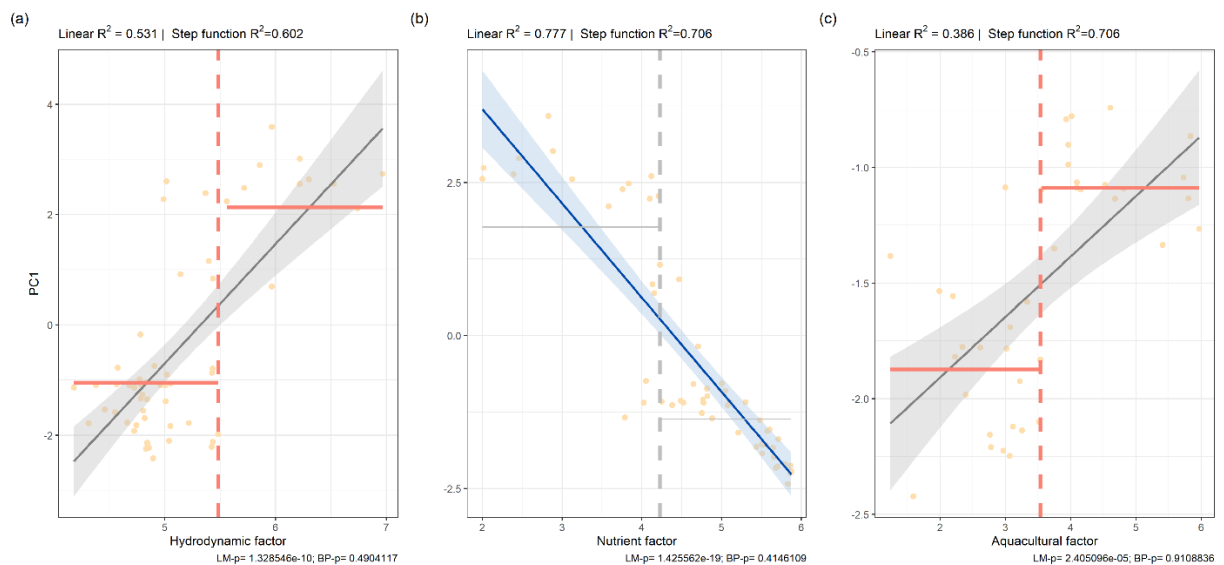 (a)
Linear R² = 0.531 | Step function R²=0.602
PC1
4
2
0
-2
5
6
7
Hydrodynamic factor
LM-p= 1.328546e-10; BP-p= 0.4904117
(b)
Linear R² = 0.777 | Step function R²=0.706
2.5
0.0
-2.5
2
3
4
5
6
Nutrient factor
LM-p= 1.425562e-19; BP-p= 0.4146109
(c)
Linear R² = 0.386 | Step function R²=0.706
-0.5
-1.0
-1.5
-2.0
-2.5
2
3
4
5
6
Aquacultural factor
LM-p= 2.405096e-05; BP-p= 0.9108836